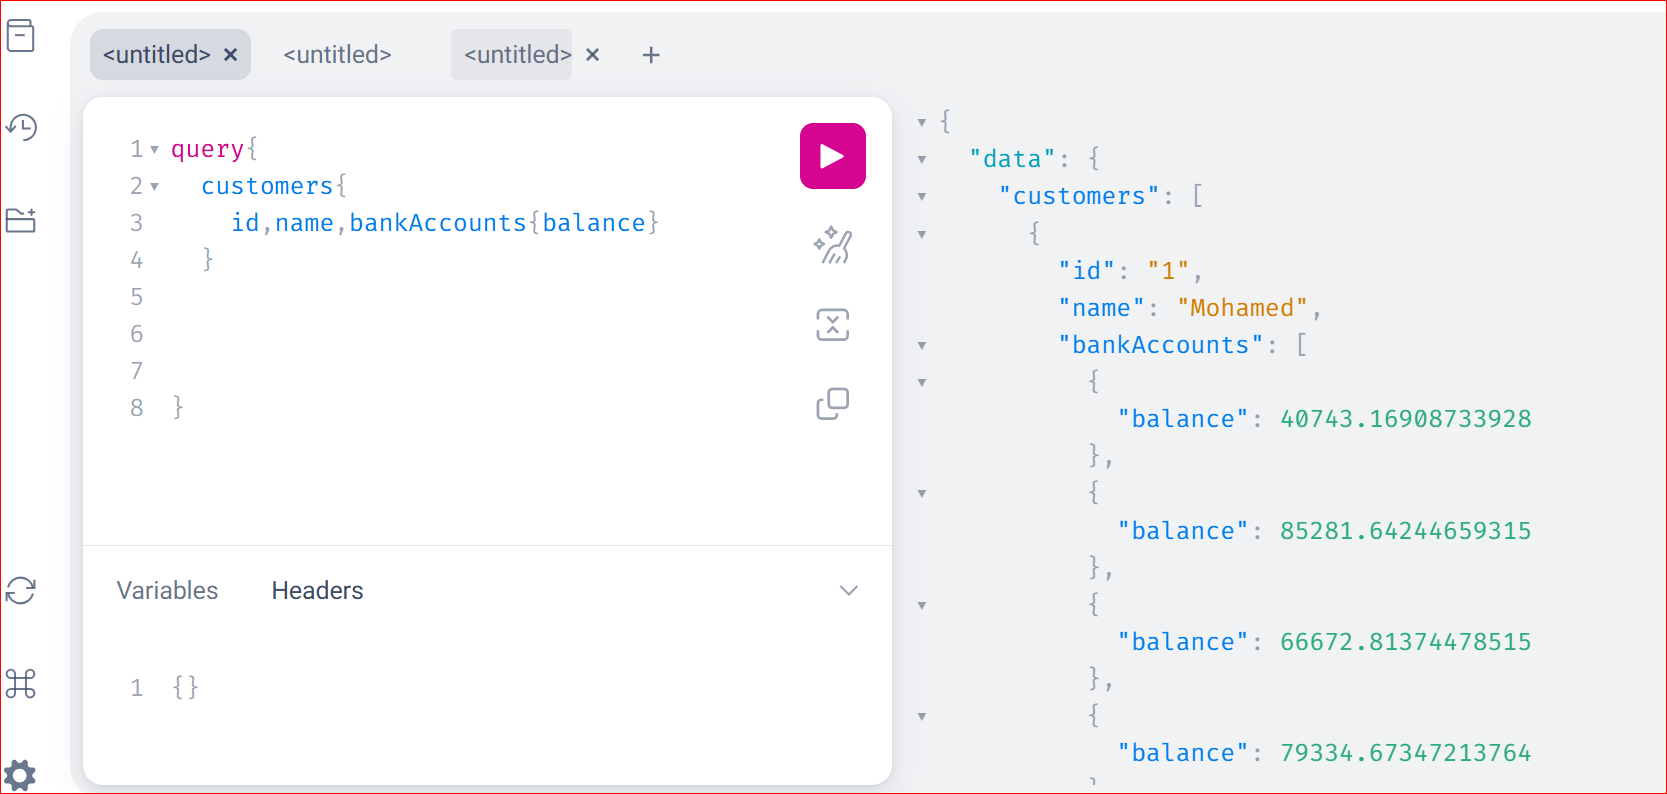 <untitled> × <untitled> <untitled> × +
1 query{
2 customers{
3 id,name,bankAccounts{balance}
4 }
5
6
7
8 }
Variables Headers
1 {}
{
"data": {
"customers": [
{
"id": "1",
"name": "Mohamed",
"bankAccounts": [
{
"balance": 40743.16908733928
},
{
"balance": 85281.64244659315
},
{
"balance": 66672.81374478515
},
{
"balance": 79334.67347213764
}